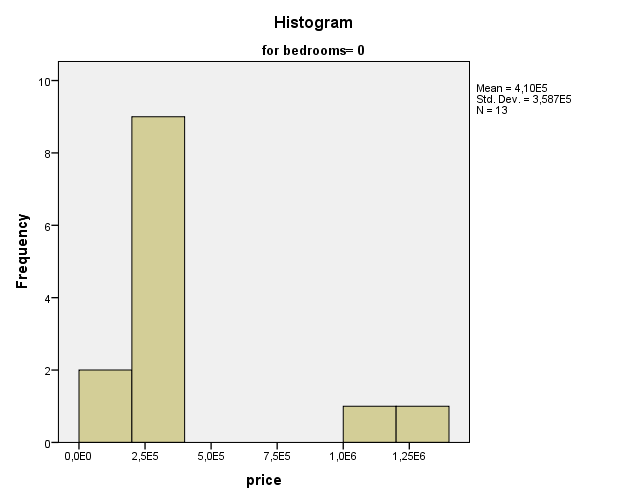 Histogram
for bedrooms= 0
Mean = 4,10E5
Std. Dev. = 3,587E5
N = 13
10
8
6
4
2
0
Frequency
0,0E0 2,5E5 5,0E5 7,5E5 1,0E6 1,25E6
price